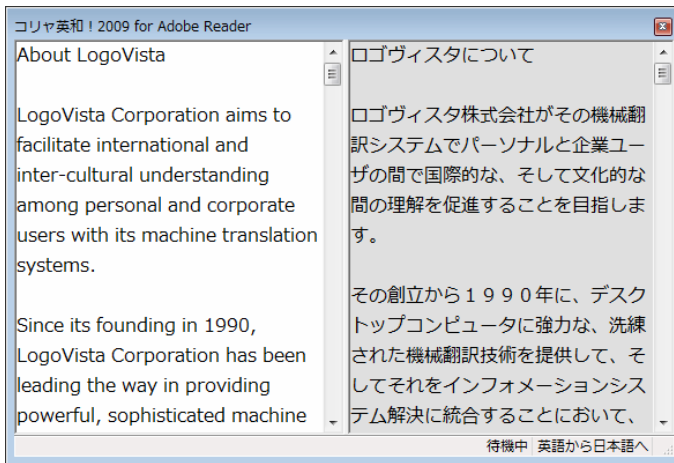 コリャ英和！2009 for Adobe Reader
About LogoVista
LogoVista Corporation aims to
facilitate international and
inter-cultural understanding
among personal and corporate
users with its machine translation
systems.
Since its founding in 1990,
LogoVista Corporation has been
leading the way in providing
powerful, sophisticated machine
ロゴヴィスタについて
ロゴヴィスタ株式会社がその機械翻
訳システムでパーソナルと企業ユー
ザの間で国際的な、そして文化的な
間の理解を促進することを目指しま
す。
その創立から１９９０年に、デスク
トップコンピュータに強力な、洗練
された機械翻訳技術を提供して、そ
してそれをインフォメーションシス
テム解決に統合することにおいて、
待機中 英語から日本語へ